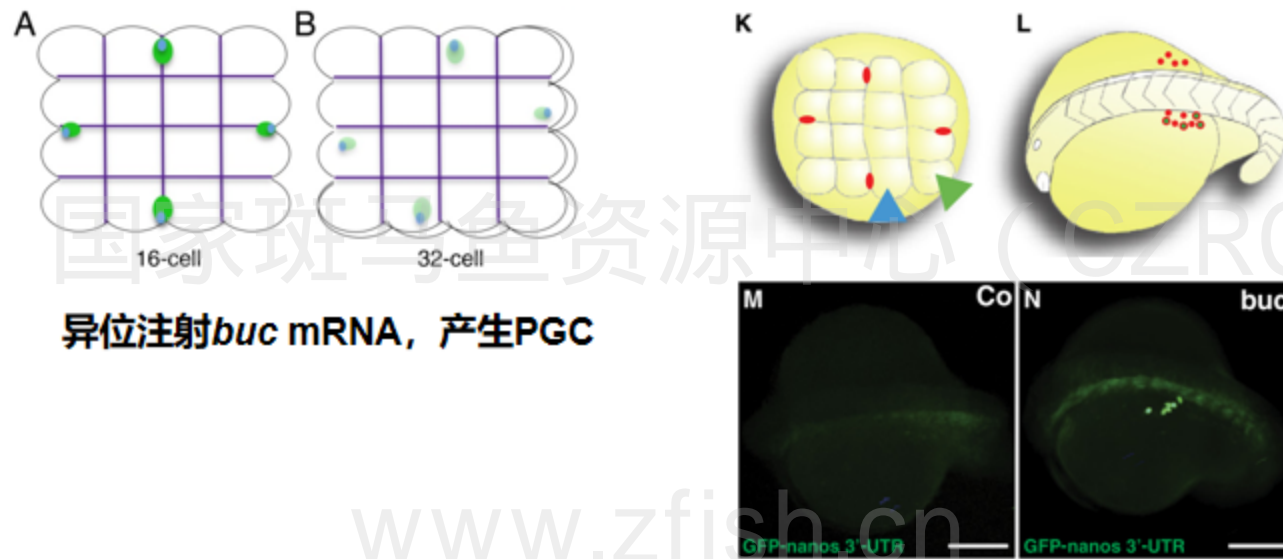 A
B
16-cell
32-cell
异位注射buc mRNA，产生PGC
K
L
M
Co
N
buc
GFP-nanos 3'-UTR
GFP-nanos 3'-UTR
国家斑马鱼资源中心（CZRC
www.zfish.cn